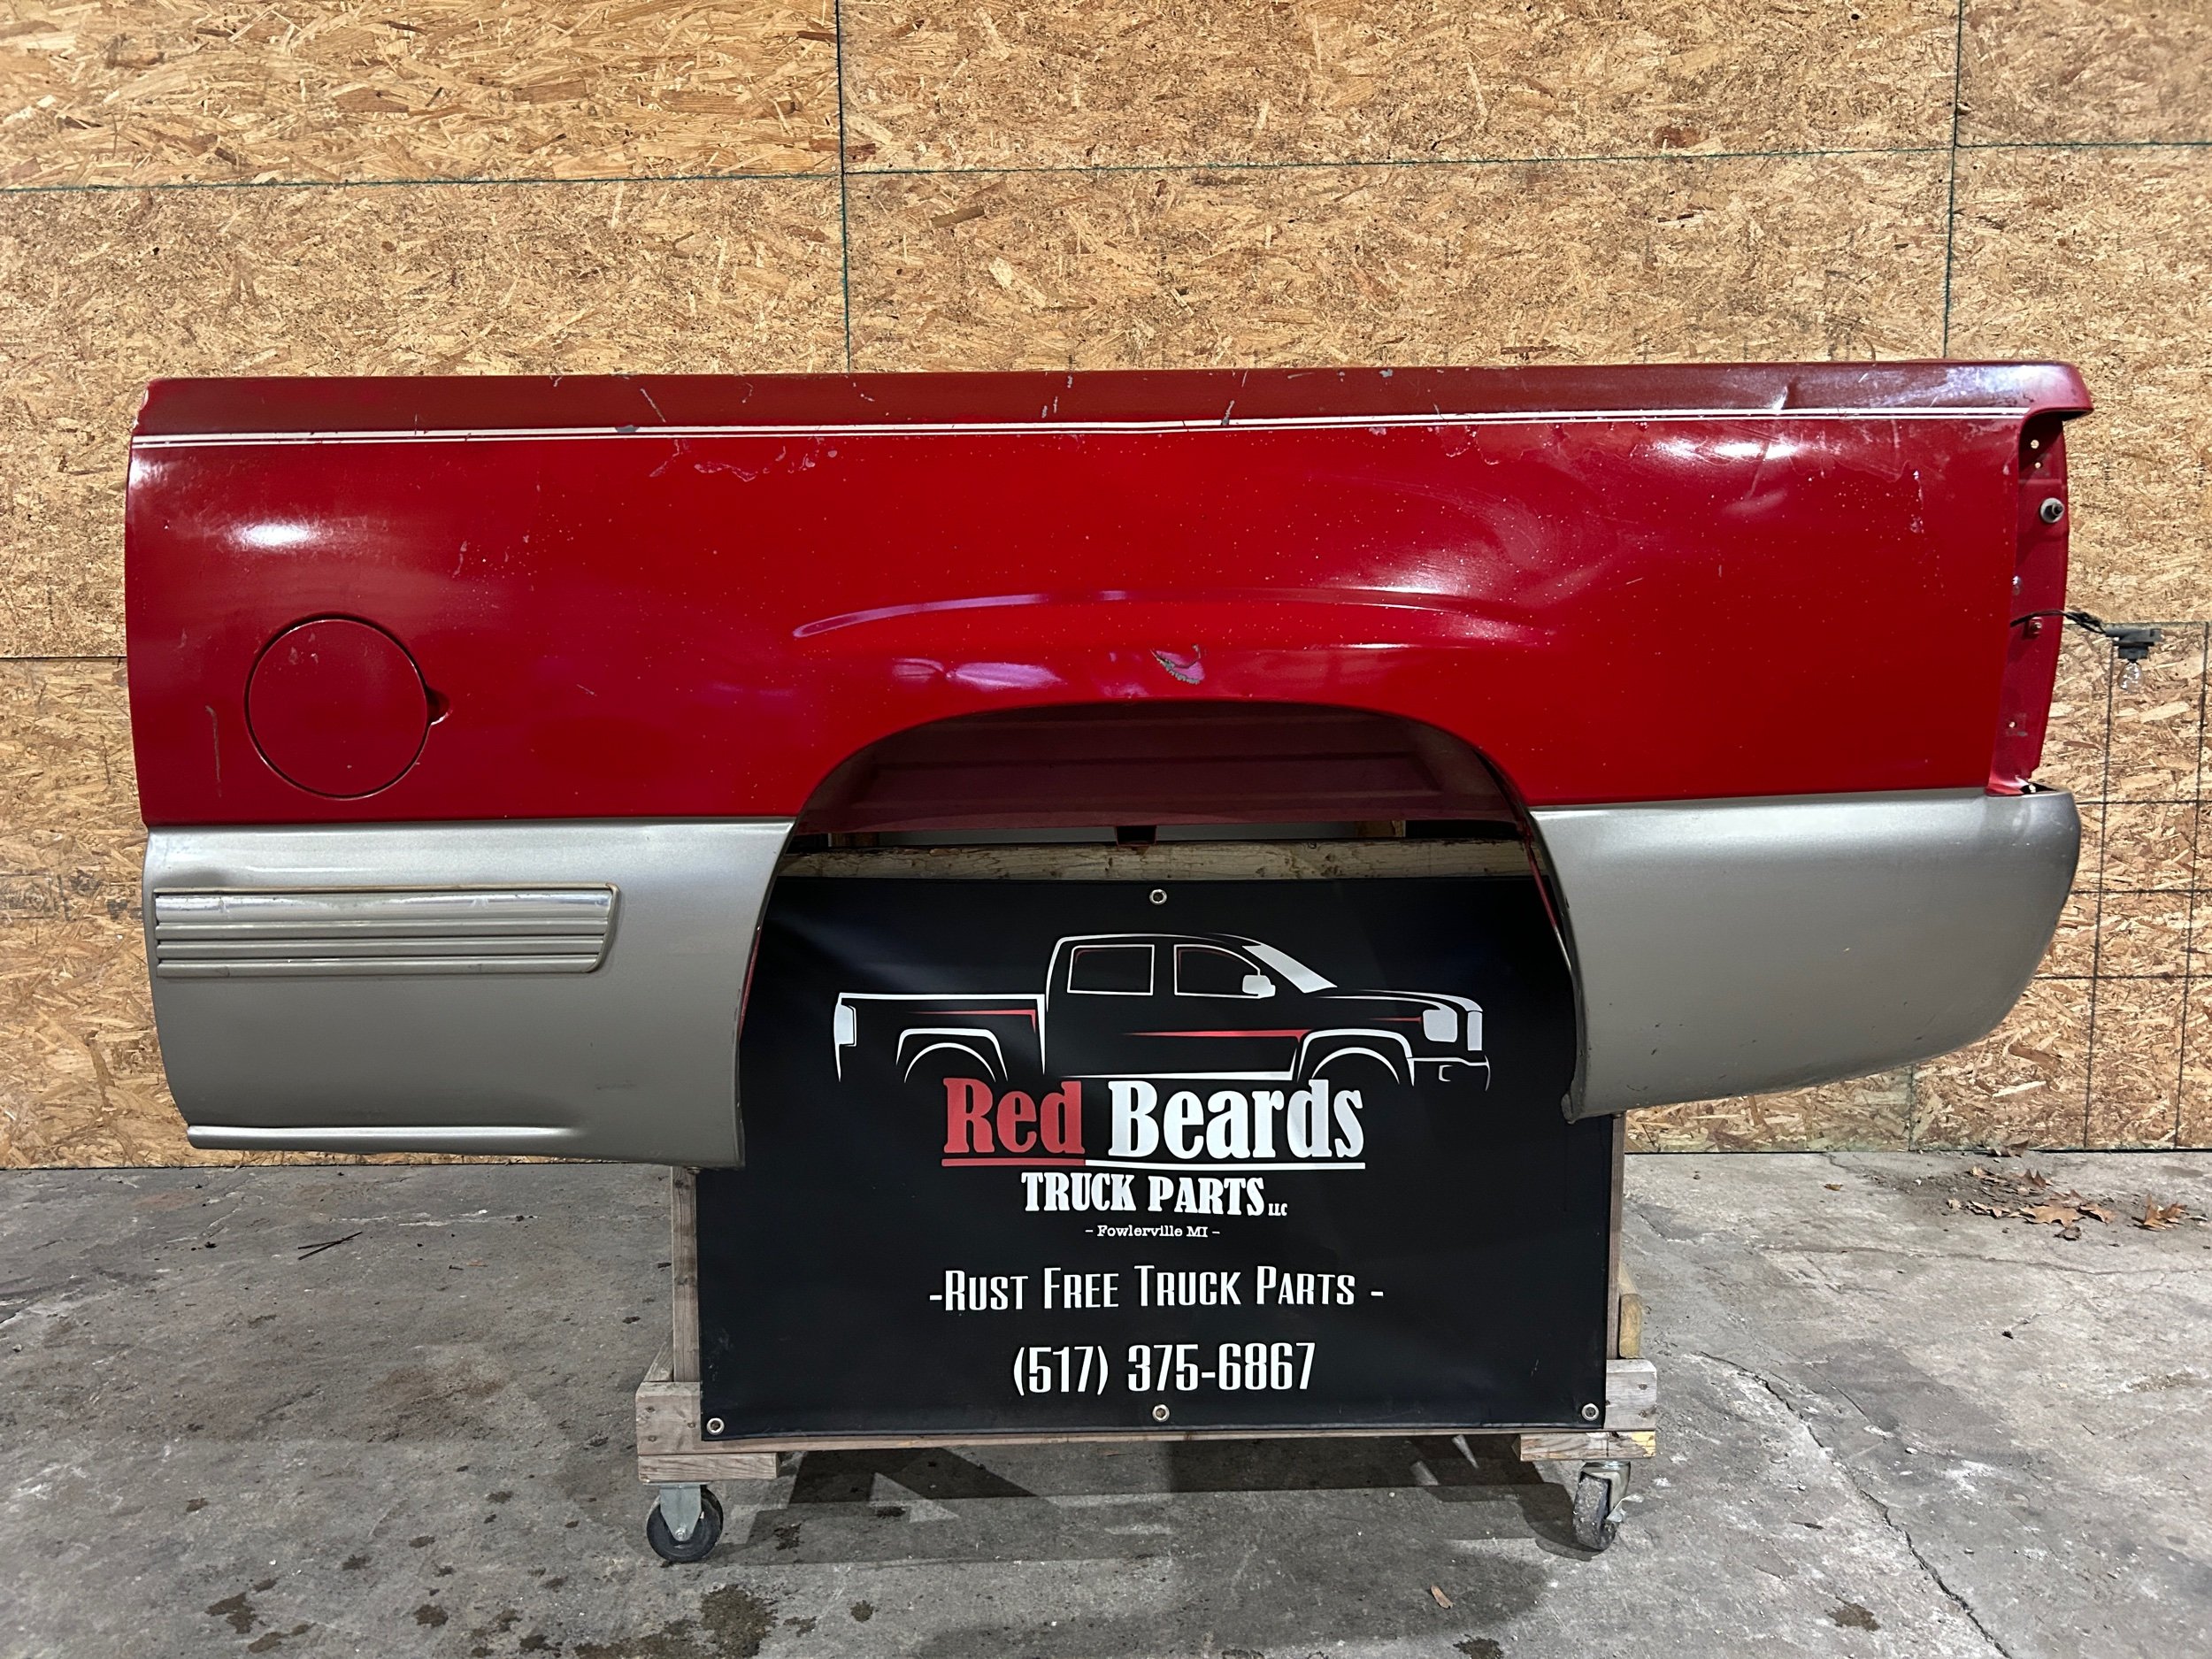 Red Beards
TRUCK PARTS LLC
- Fowlerville MI -
-Rust Free Truck Parts -
(517) 375-6867